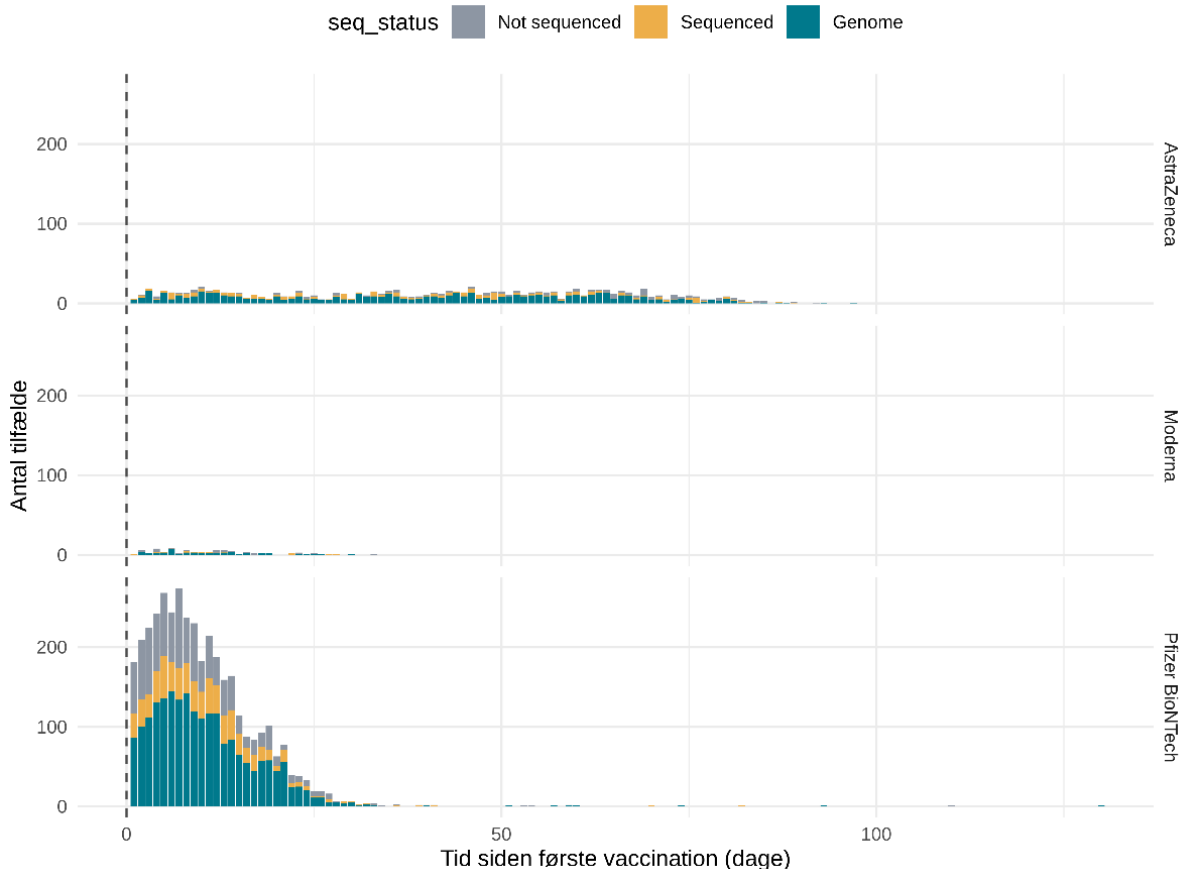 seq_status Not sequenced Sequenced Genome
200
100
0
AstraZeneca
200
100
0
Moderna
200
100
0
Pfizer BioNTech
Antal tilfælde
0 50 100
Tid siden første vaccination (dage)